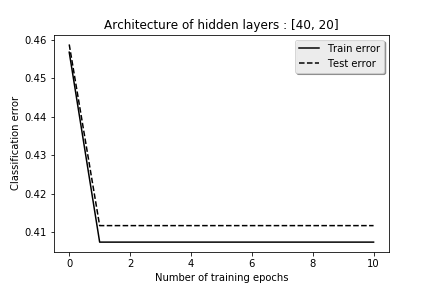 Architecture of hidden layers : [40, 20]
Train error
Test error
Classification error
0.46
0.45
0.44
0.43
0.42
0.41
0 2 4 6 8 10
Number of training epochs